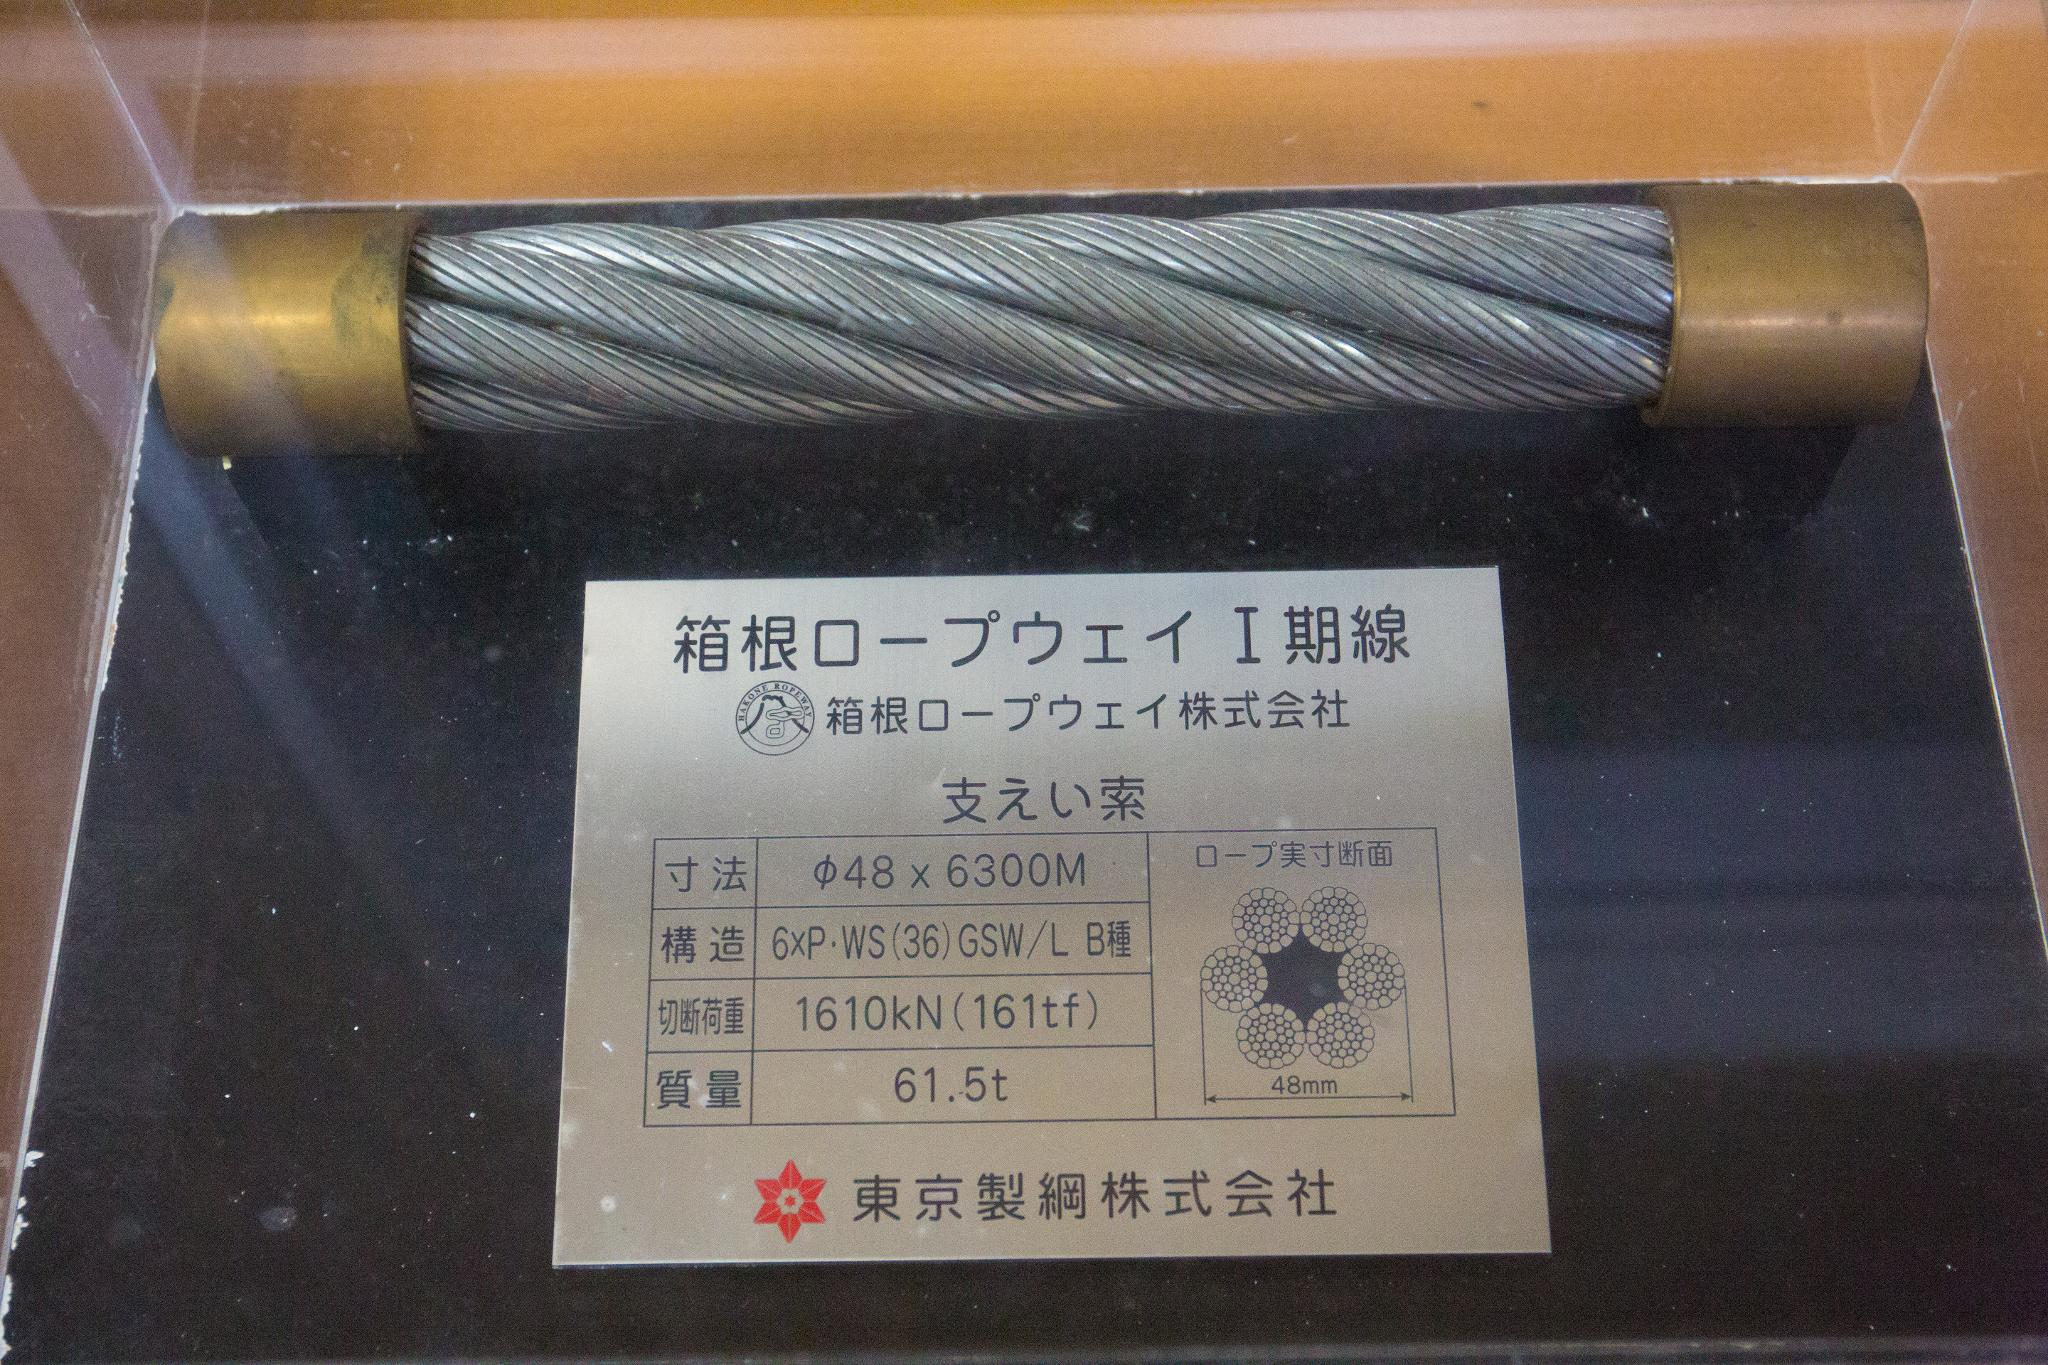 箱根ロープウェイⅠ期線
HAKONE ROPEWAY
箱根ロープウェイ株式会社
支えい索
寸法 φ48 x 6300M
構造 6×P·WS(36)GSW/L B種
切断荷重 1610kN(161tf)
質量 61.5t
ロープ実寸断面
48mm
東京製綱株式会社